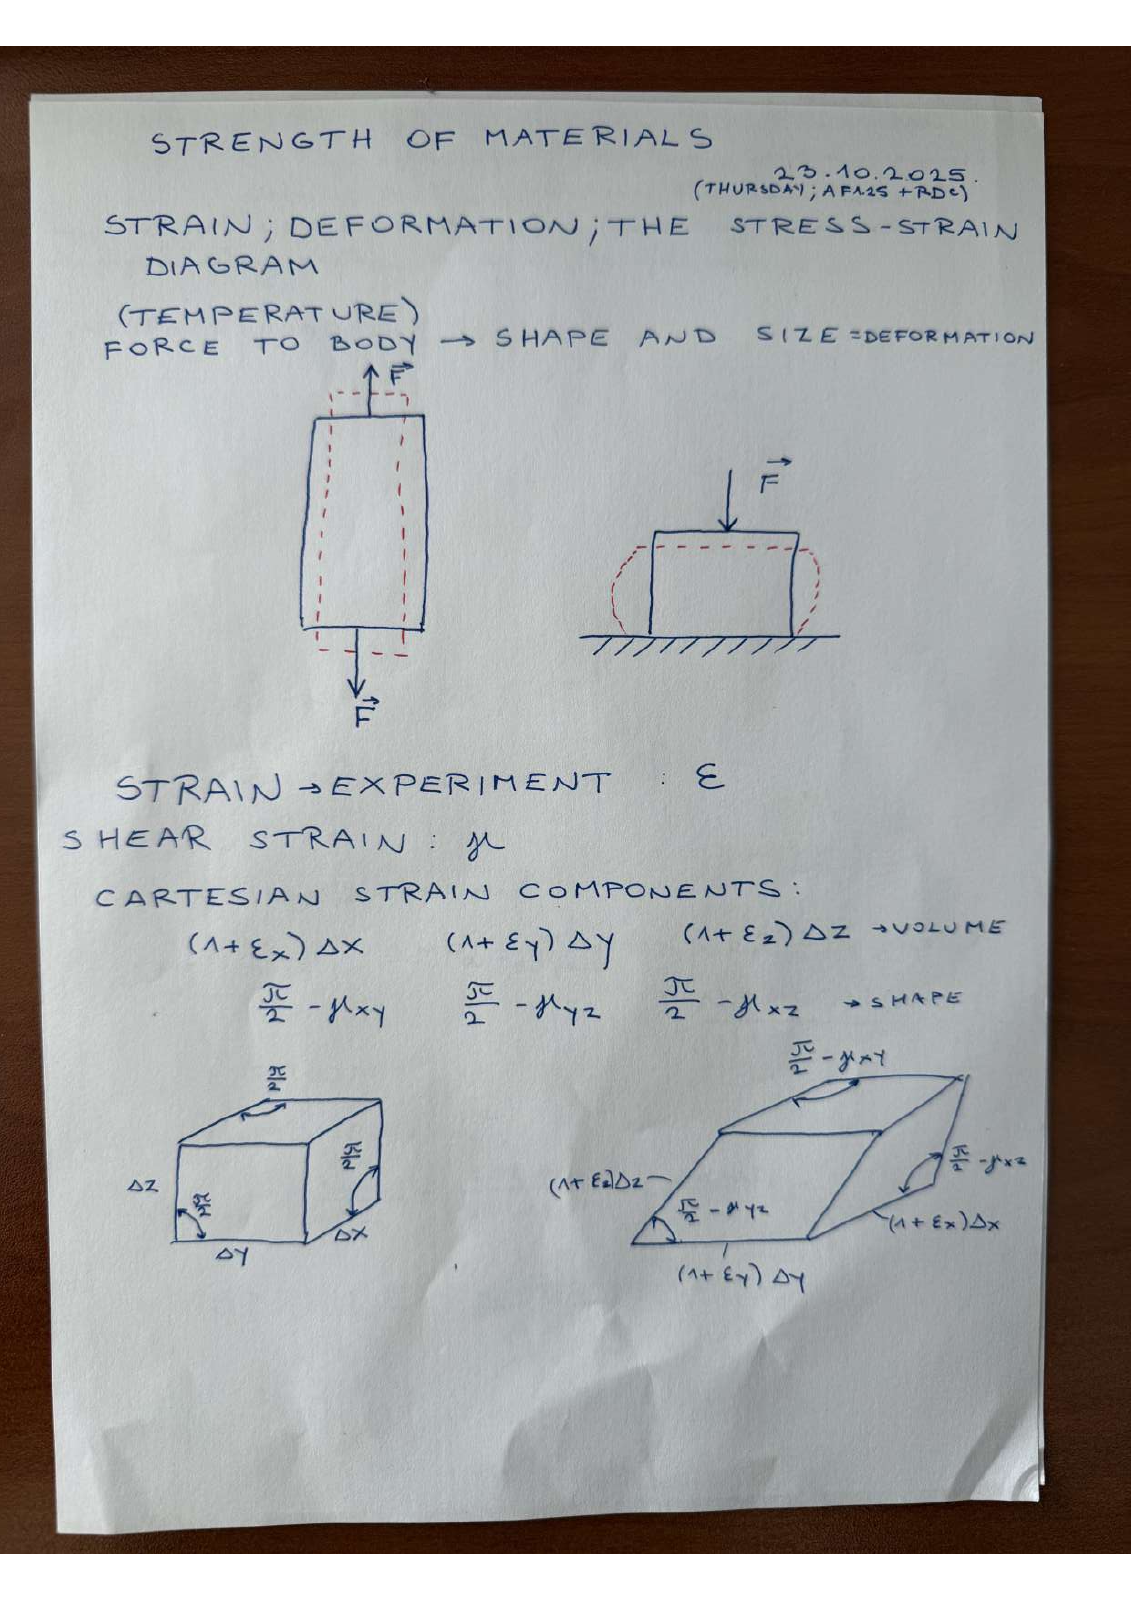 STRENGTH OF MATERIALS
23.10.2025.
(THURSDAY; AF125 +RDC)
STRAIN; DEFORMATION; THE STRESS-STRAIN
DIAGRAM
(TEMPERATURE)
FORCE TO BODY → SHAPE AND SIZE = DEFORMATION
F⃗
F⃗
F⃗
STRAIN → EXPERIMENT : ε
SHEAR STRAIN : γ
CARTESIAN STRAIN COMPONENTS:
(1+εx) Δx (1+εy) Δy (1+εz) Δz → VOLUME
π/2 - γxy π/2 - γyz π/2 - γxz → SHAPE
π/2
π/2 - γxy
π/2
Δz
π/2
Δx
Δy
π/2 - γxz
(1+εz)Δz
π/2 - γyz
(1+εx)Δx
(1+εy) Δy